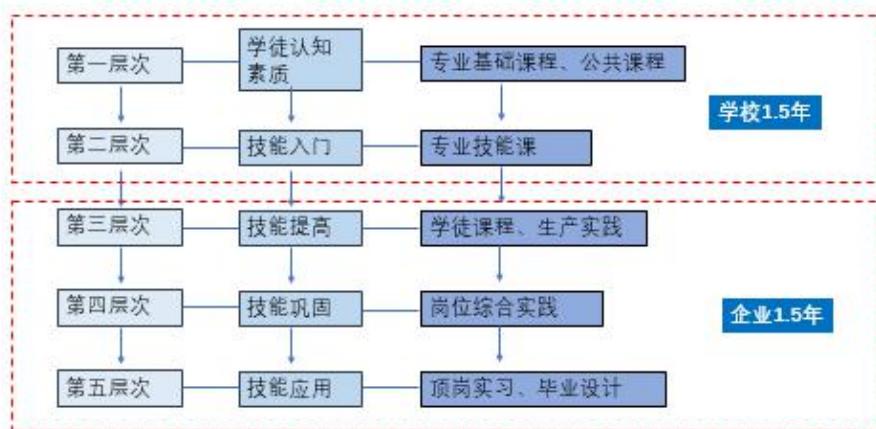 第一层次
学徒认知
素质
专业基础课程、公共课程
学校1.5年
第二层次
技能入门
专业技能课
第三层次
技能提高
学徒课程、生产实践
第四层次
技能巩固
岗位综合实践
企业1.5年
第五层次
技能应用
顶岗实习、毕业设计